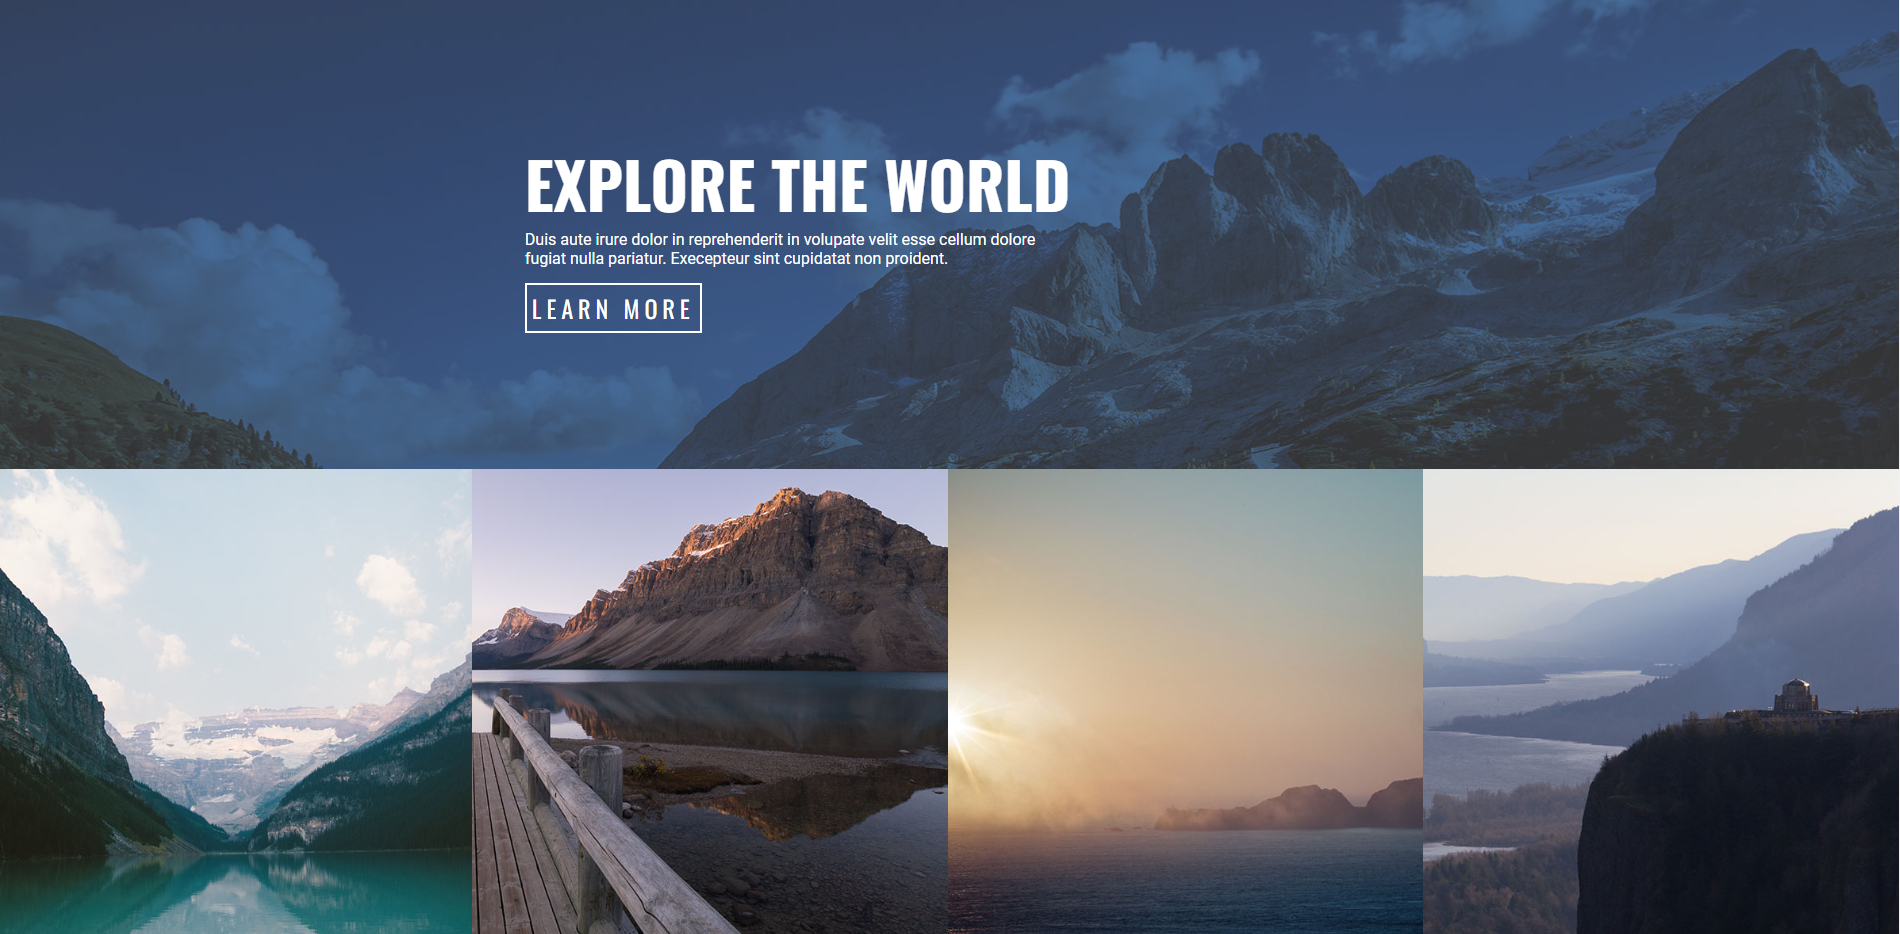 EXPLORE THE WORLD
Duis aute irure dolor in reprehenderit in volupate velit esse cellum dolore
fugiat nulla pariatur. Execepteur sint cupidatat non proident.
LEARN MORE